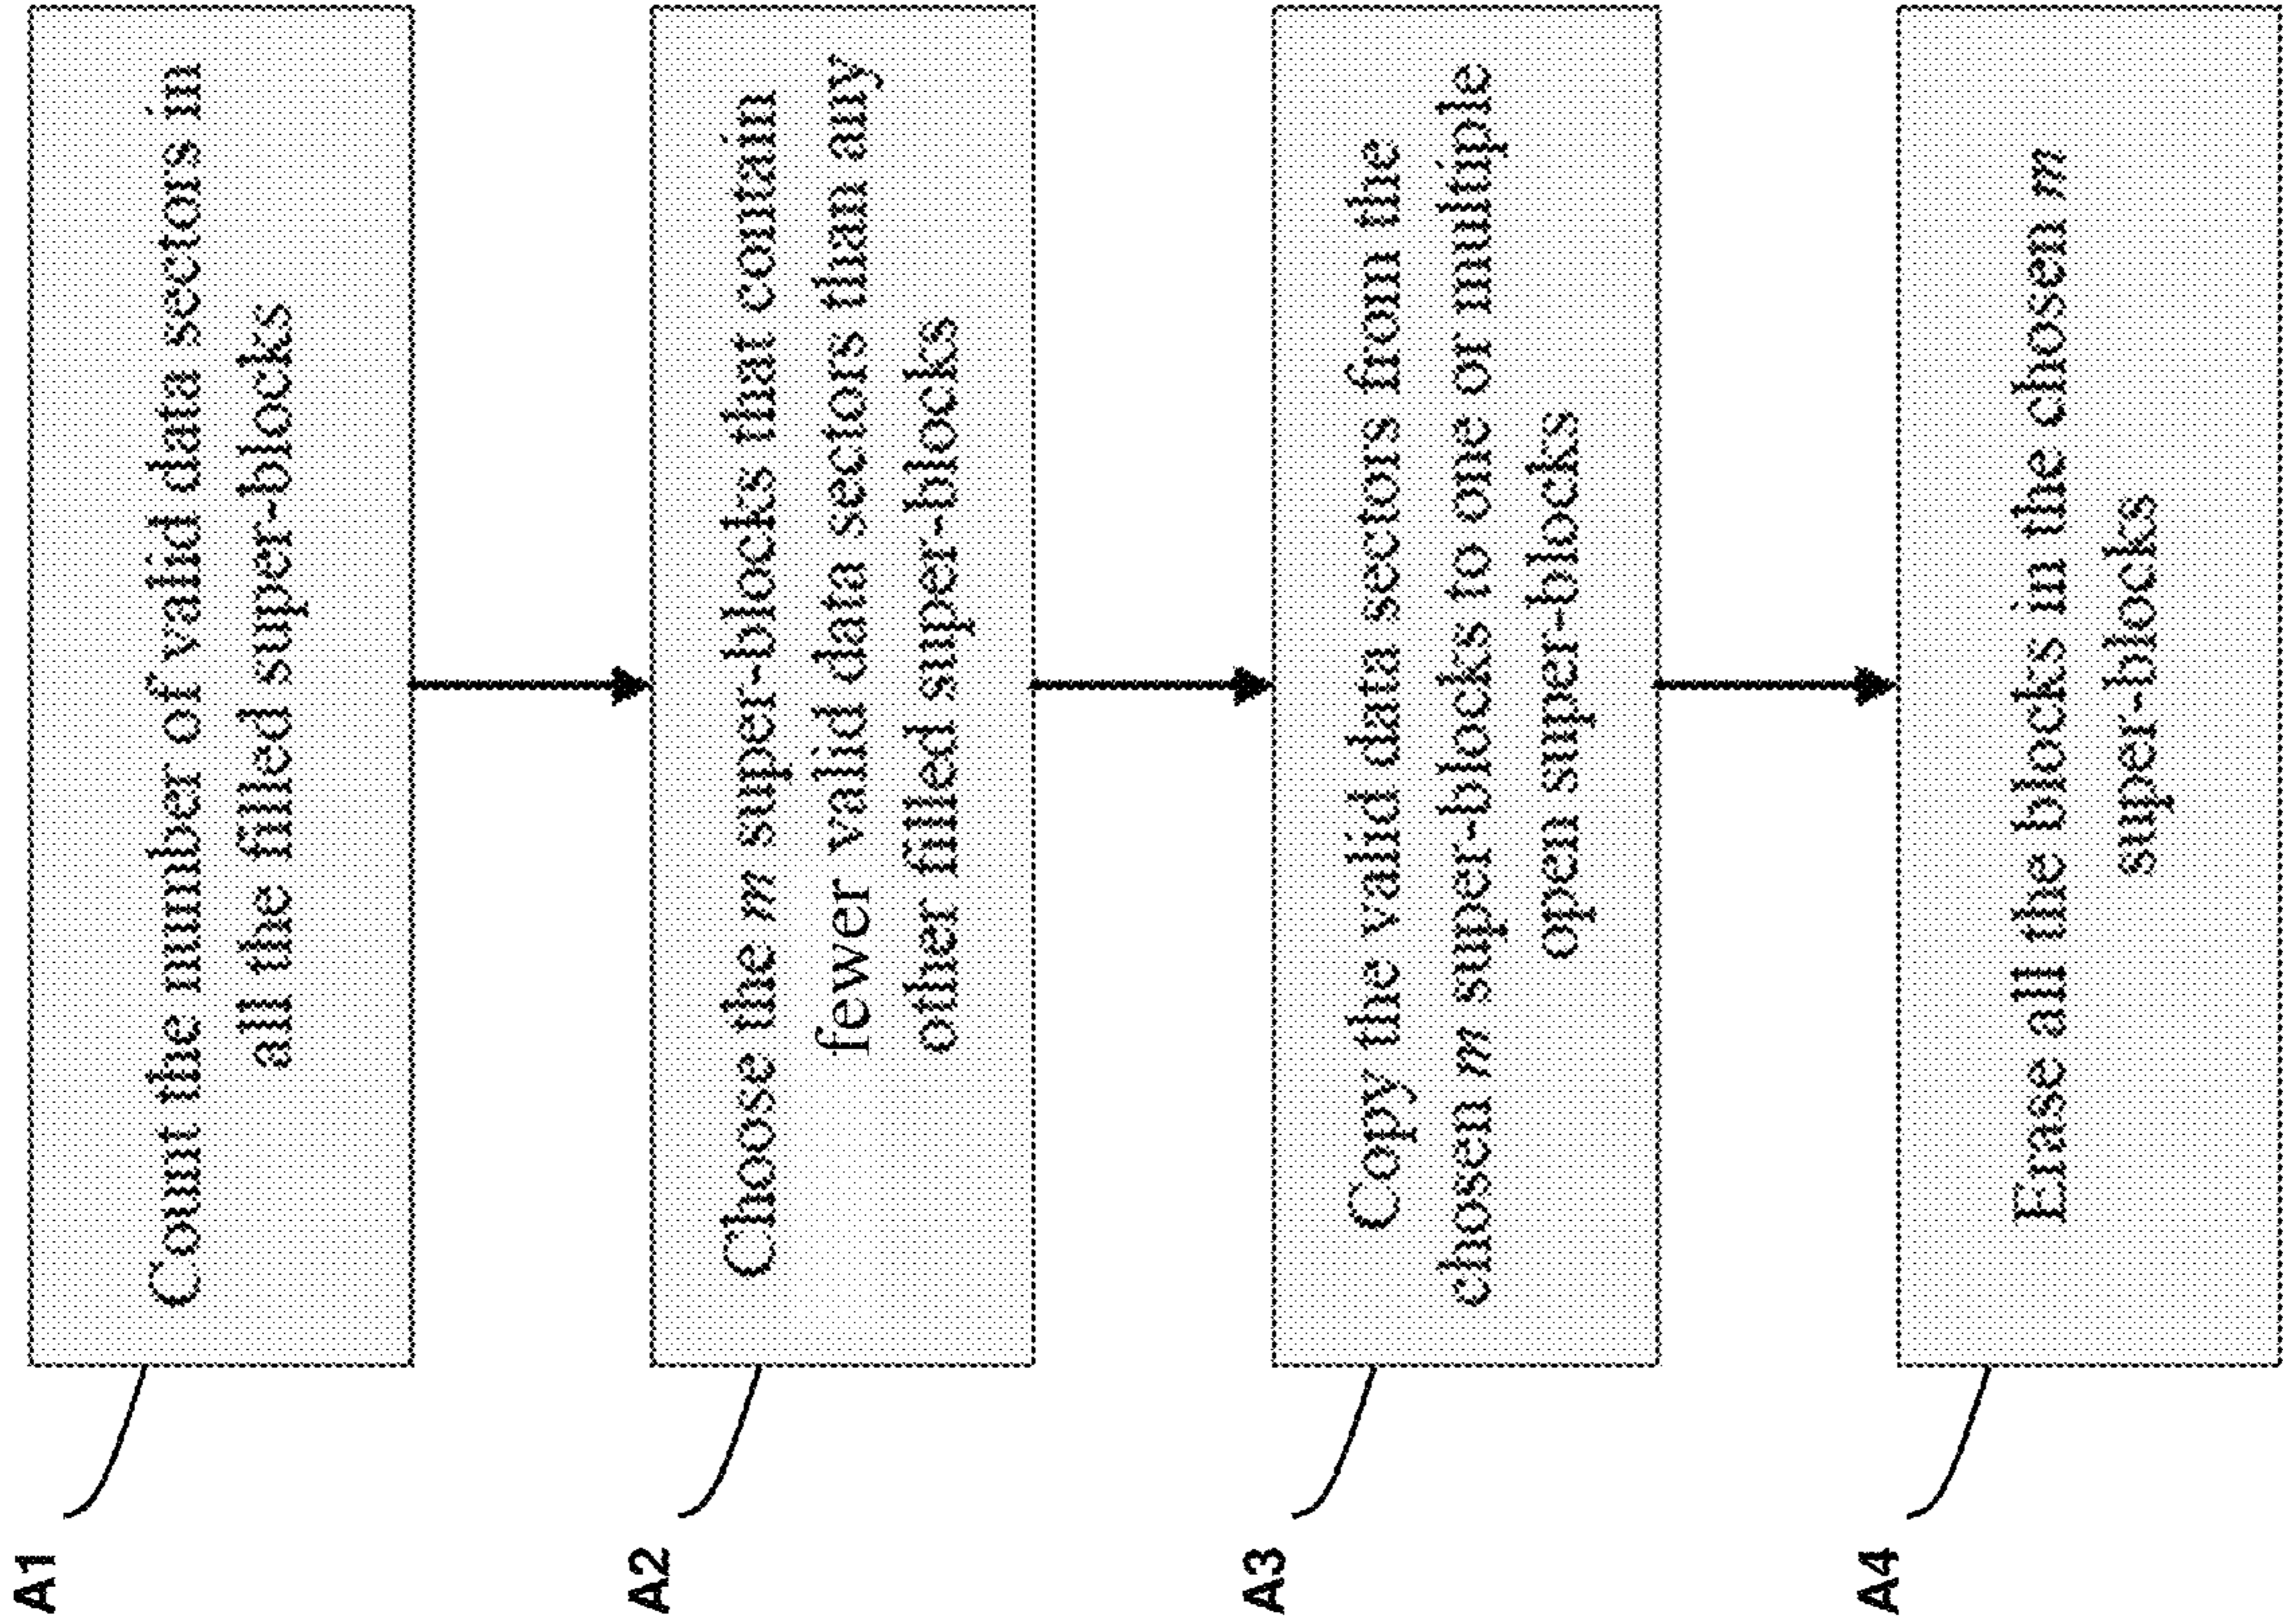 A1
Count the number of valid data sectors in
all the filled super-blocks
A2
Choose the m super-blocks that contain
fewer valid data sectors than any
other filled super-blocks
A3
Copy the valid data sectors from the
chosen m super-blocks to one or multiple
open super-blocks
A4
Erase all the blocks in the chosen m
super-blocks